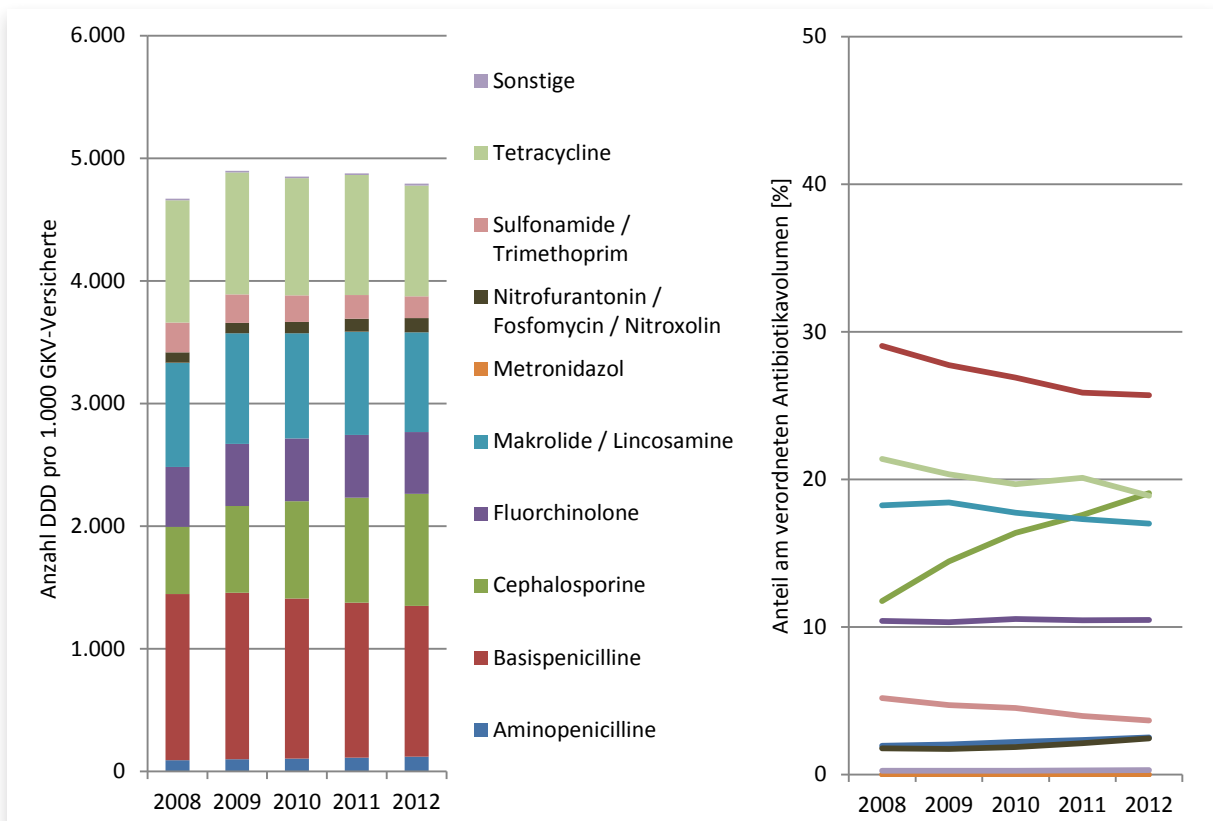 Anzahl DDD pro 1.000 GKV-Versicherte
6.000
5.000
4.000
3.000
2.000
1.000
0
2008
2009
2010
2011
2012
Sonstige
Tetracycline
Sulfonamide /
Trimethoprim
Nitrofurantonin /
Fosfomycin / Nitroxolin
Metronidazol
Makrolide / Lincosamine
Fluorchinolone
Cephalosporine
Basispenicilline
Aminopenicilline
Anteil am verordneten Antibiotikavolumen [%]
50
40
30
20
10
0
2008
2009
2010
2011
2012